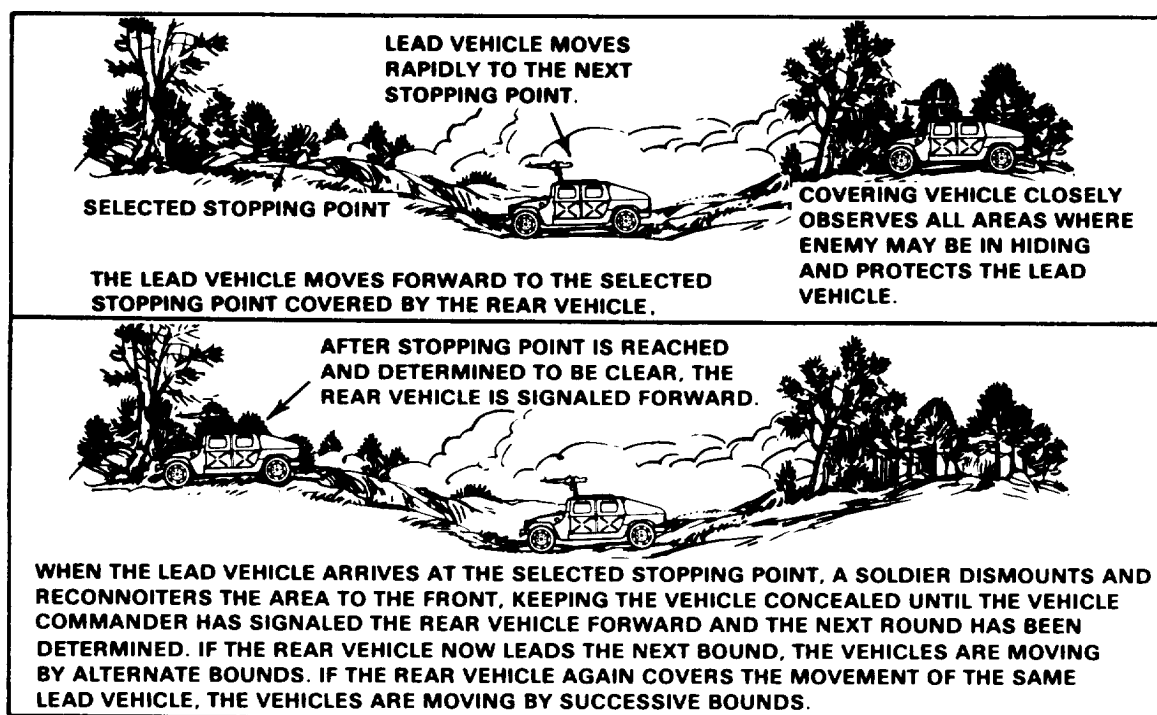 LEAD VEHICLE MOVES
RAPIDLY TO THE NEXT
STOPPING POINT.
SELECTED STOPPING POINT
COVERING VEHICLE CLOSELY
OBSERVES ALL AREAS WHERE
ENEMY MAY BE IN HIDING
AND PROTECTS THE LEAD
VEHICLE.
THE LEAD VEHICLE MOVES FORWARD TO THE SELECTED
STOPPING POINT COVERED BY THE REAR VEHICLE.
AFTER STOPPING POINT IS REACHED
AND DETERMINED TO BE CLEAR, THE
REAR VEHICLE IS SIGNALED FORWARD.
WHEN THE LEAD VEHICLE ARRIVES AT THE SELECTED STOPPING POINT, A SOLDIER DISMOUNTS AND
RECONNOITERS THE AREA TO THE FRONT, KEEPING THE VEHICLE CONCEALED UNTIL THE VEHICLE
COMMANDER HAS SIGNALED THE REAR VEHICLE FORWARD AND THE NEXT ROUND HAS BEEN
DETERMINED. IF THE REAR VEHICLE NOW LEADS THE NEXT BOUND, THE VEHICLES ARE MOVING
BY ALTERNATE BOUNDS. IF THE REAR VEHICLE AGAIN COVERS THE MOVEMENT OF THE SAME
LEAD VEHICLE, THE VEHICLES ARE MOVING BY SUCCESSIVE BOUNDS.